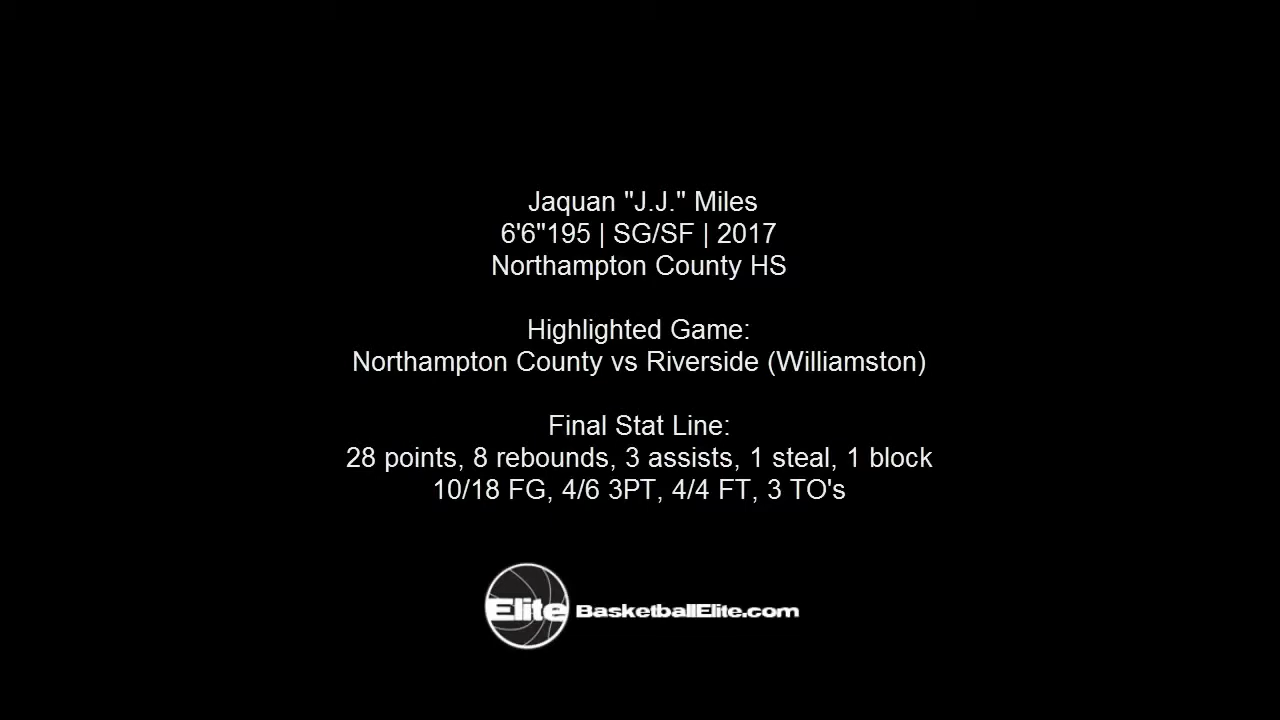 Jaquan "J.J." Miles
6'6"195 | SG/SF | 2017
Northampton County HS
Highlighted Game:
Northampton County vs Riverside (Williamston)
Final Stat Line:
28 points, 8 rebounds, 3 assists, 1 steal, 1 block
10/18 FG, 4/6 3PT, 4/4 FT, 3 TO's
Elite BasketballElite.com